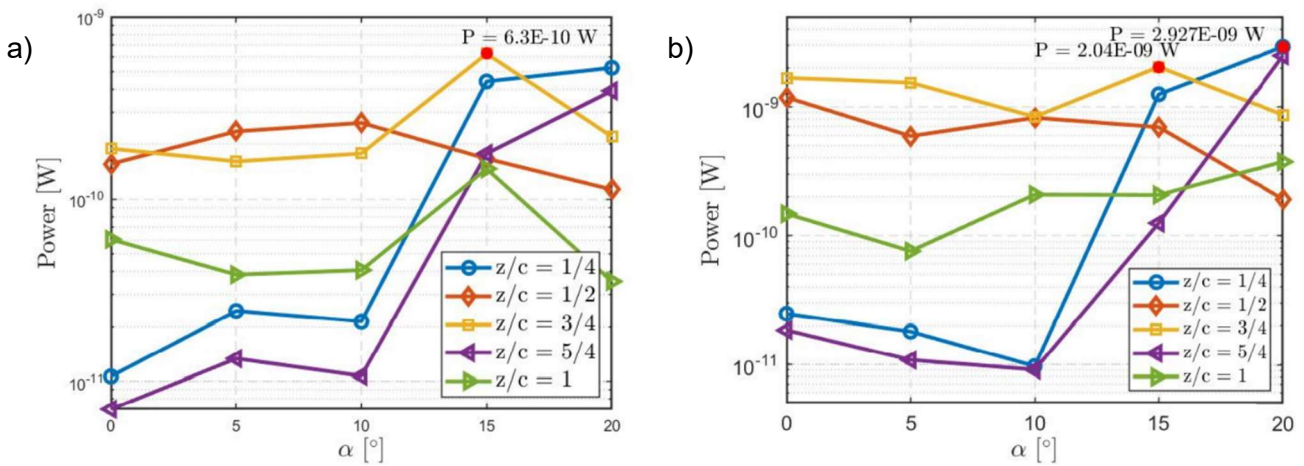 a)
10⁻⁹
10⁻¹⁰
10⁻¹¹
Power [W]
P = 6.3E-10 W
z/c = 1/4
z/c = 1/2
z/c = 3/4
z/c = 5/4
z/c = 1
0 5 10 15 20
α [°]
b)
10⁻⁹
10⁻¹⁰
10⁻¹¹
Power [W]
P = 2.927E-09 W
P = 2.04E-09 W
z/c = 1/4
z/c = 1/2
z/c = 3/4
z/c = 5/4
z/c = 1
0 5 10 15 20
α [°]